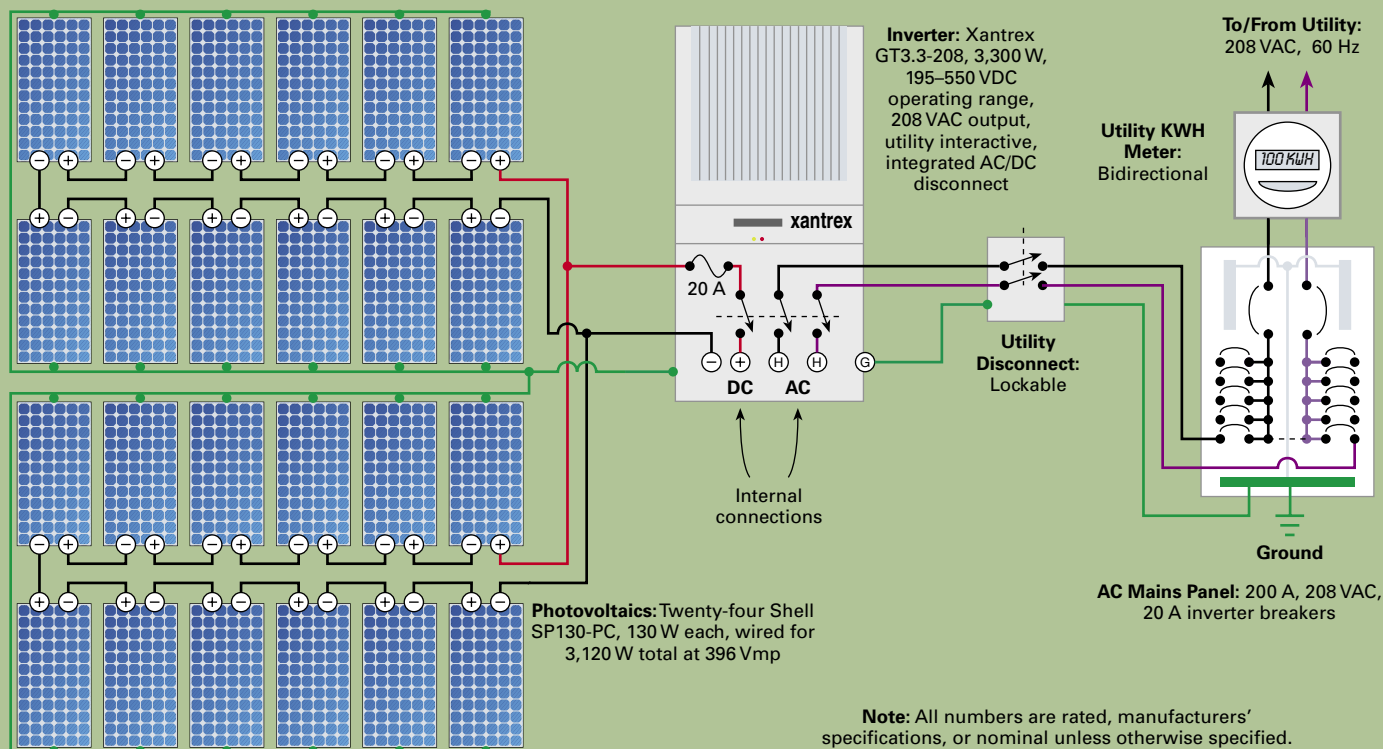 Inverter: Xantrex
GT3.3-208, 3,300 W,
195–550 VDC
operating range,
208 VAC output,
utility interactive,
integrated AC/DC
disconnect
To/From Utility:
208 VAC, 60 Hz
Utility KWH
Meter:
Bidirectional
100 KWH
xantrex
20 A
− + H H G
DC AC
Internal
connections
Utility
Disconnect:
Lockable
Ground
AC Mains Panel: 200 A, 208 VAC,
20 A inverter breakers
− + − + − + − + − + − +
+ − + − + − + − + − + −
− + − + − + − + − + − +
+ − + − + − + − + − + −
Photovoltaics: Twenty-four Shell
SP130-PC, 130 W each, wired for
3,120 W total at 396 Vmp
Note: All numbers are rated, manufacturers’
specifications, or nominal unless otherwise specified.